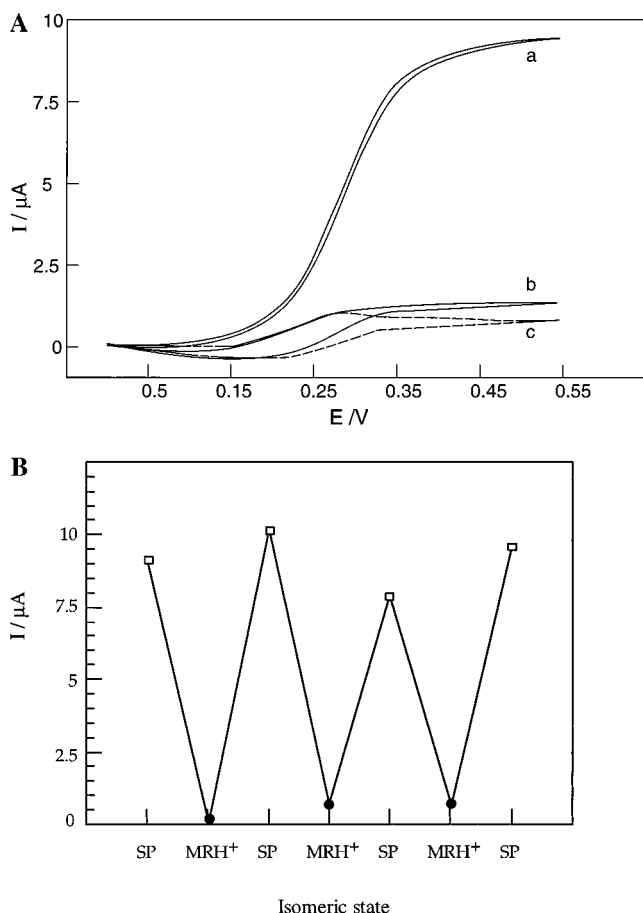 A
10
7.5
5
2.5
0
I / μA
a
b
c
0.5 0.15 0.25 0.35 0.45 0.55
E /V
B
10
7.5
5
2.5
0
I / μA
SP MRH⁺ SP MRH⁺ SP MRH⁺ SP
Isomeric state